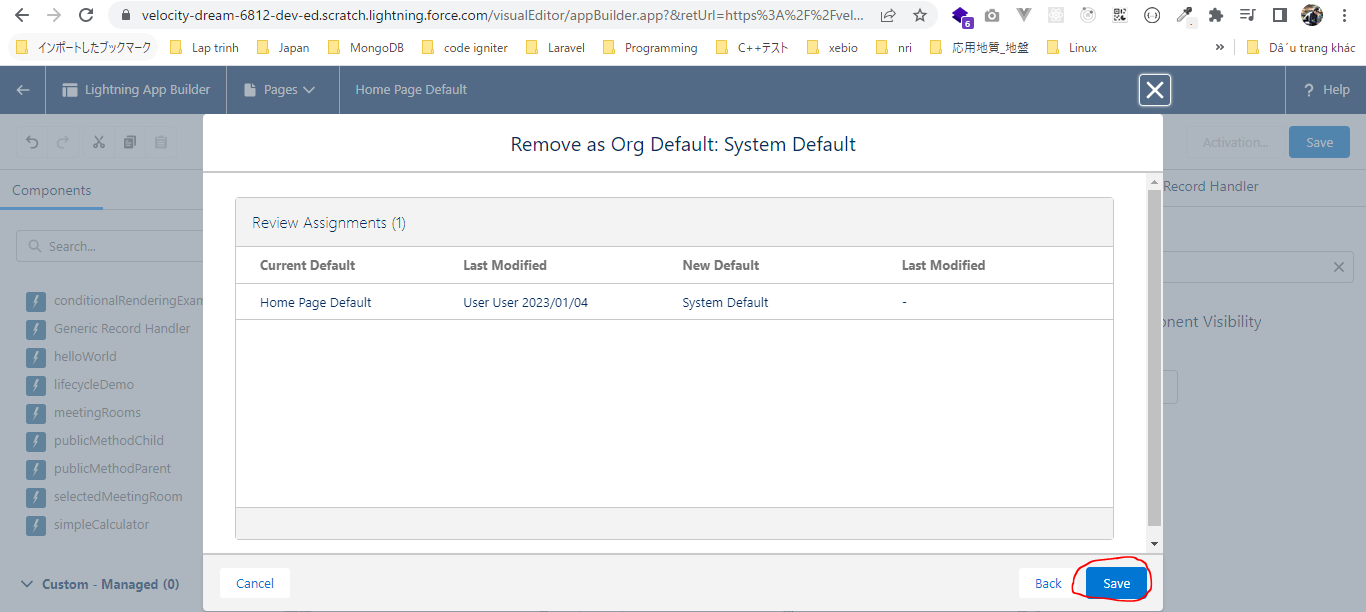 velocity-dream-6812-dev-ed.scratch.lightning.force.com/visualEditor/appBuilder.app?&retUrl=https%3A%2F%2Fvel...
6
インポートしたブックマーク
Lap trinh
Japan
MongoDB
code igniter
Laravel
Programming
C++テスト
xebio
nri
応用地質_地盤
Linux
»
Dấu trang khác
Lightning App Builder
Pages
Home Page Default
? Help
Activation...
Save
Remove as Org Default: System Default
Components
Record Handler
Search...
Review Assignments (1)
Current Default
Last Modified
New Default
Last Modified
Home Page Default
User User 2023/01/04
System Default
-
conditionalRenderingExam
Generic Record Handler
helloWorld
lifecycleDemo
meetingRooms
publicMethodChild
publicMethodParent
selectedMeetingRoom
simpleCalculator
onent Visibility
Custom - Managed (0)
Cancel
Back
Save